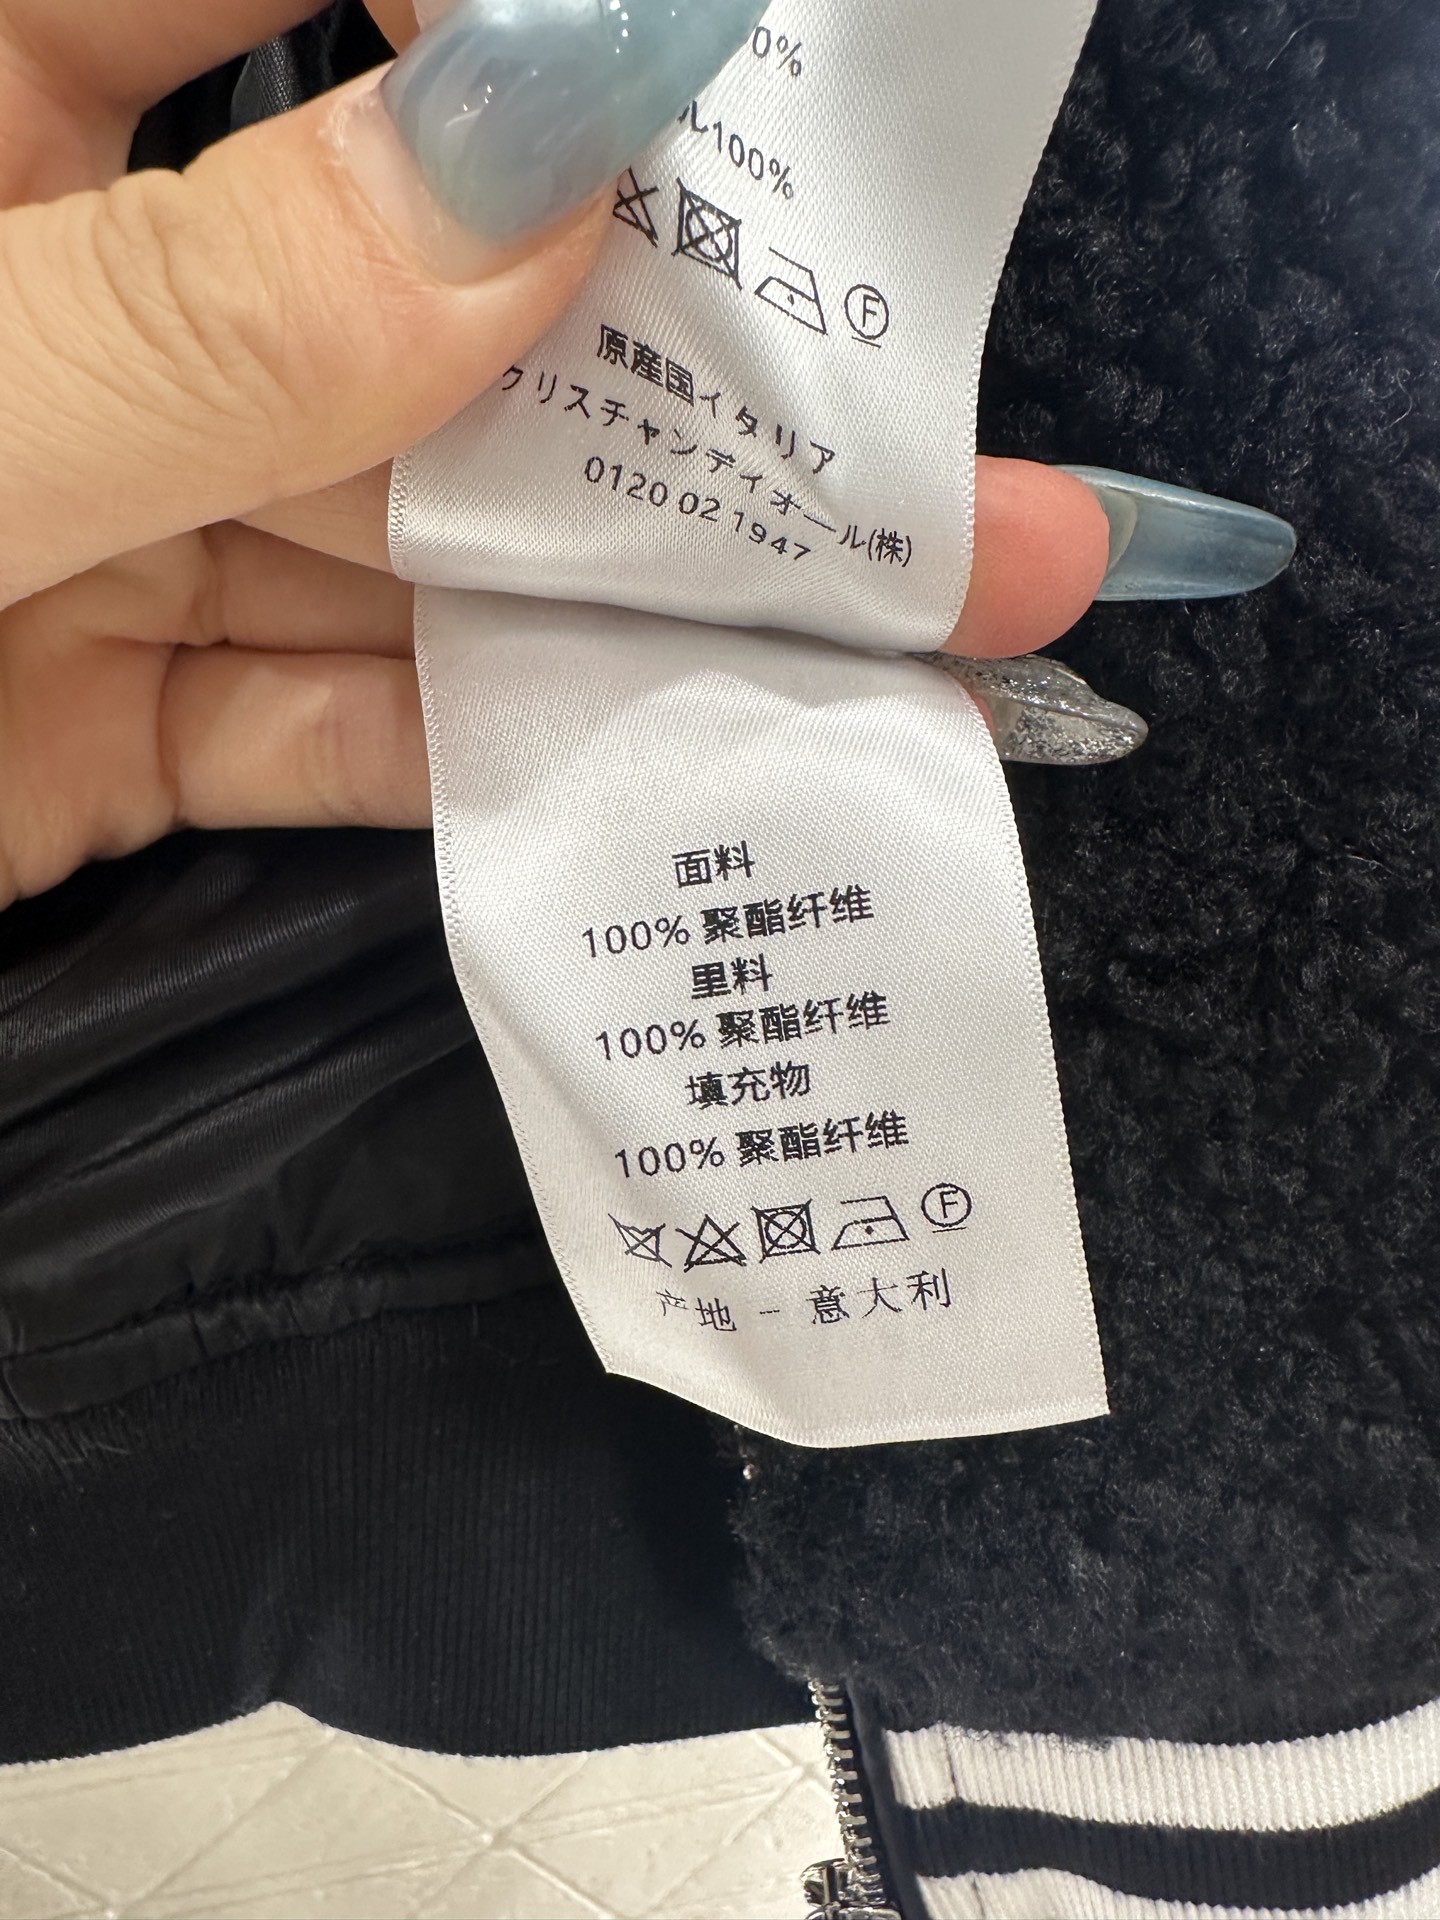 0%
ル100%
F
原産国イタリア
クリスチャンディオール(株)
0120 02 1947
面料
100% 聚酯纤维
里料
100% 聚酯纤维
填充物
100% 聚酯纤维
F
产地 - 意大利